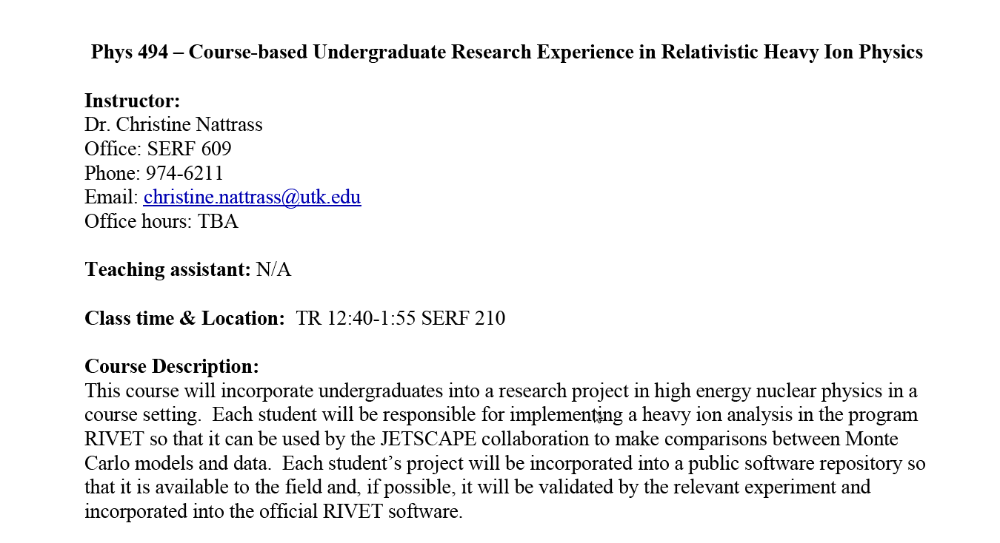 Phys 494 – Course-based Undergraduate Research Experience in Relativistic Heavy Ion Physics
Instructor:
Dr. Christine Nattrass
Office: SERF 609
Phone: 974-6211
Email: christine.nattrass@utk.edu
Office hours: TBA
Teaching assistant: N/A
Class time & Location:  TR 12:40-1:55 SERF 210
Course Description:
This course will incorporate undergraduates into a research project in high energy nuclear physics in a
course setting.  Each student will be responsible for implementing a heavy ion analysis in the program
RIVET so that it can be used by the JETSCAPE collaboration to make comparisons between Monte
Carlo models and data.  Each student’s project will be incorporated into a public software repository so
that it is available to the field and, if possible, it will be validated by the relevant experiment and
incorporated into the official RIVET software.